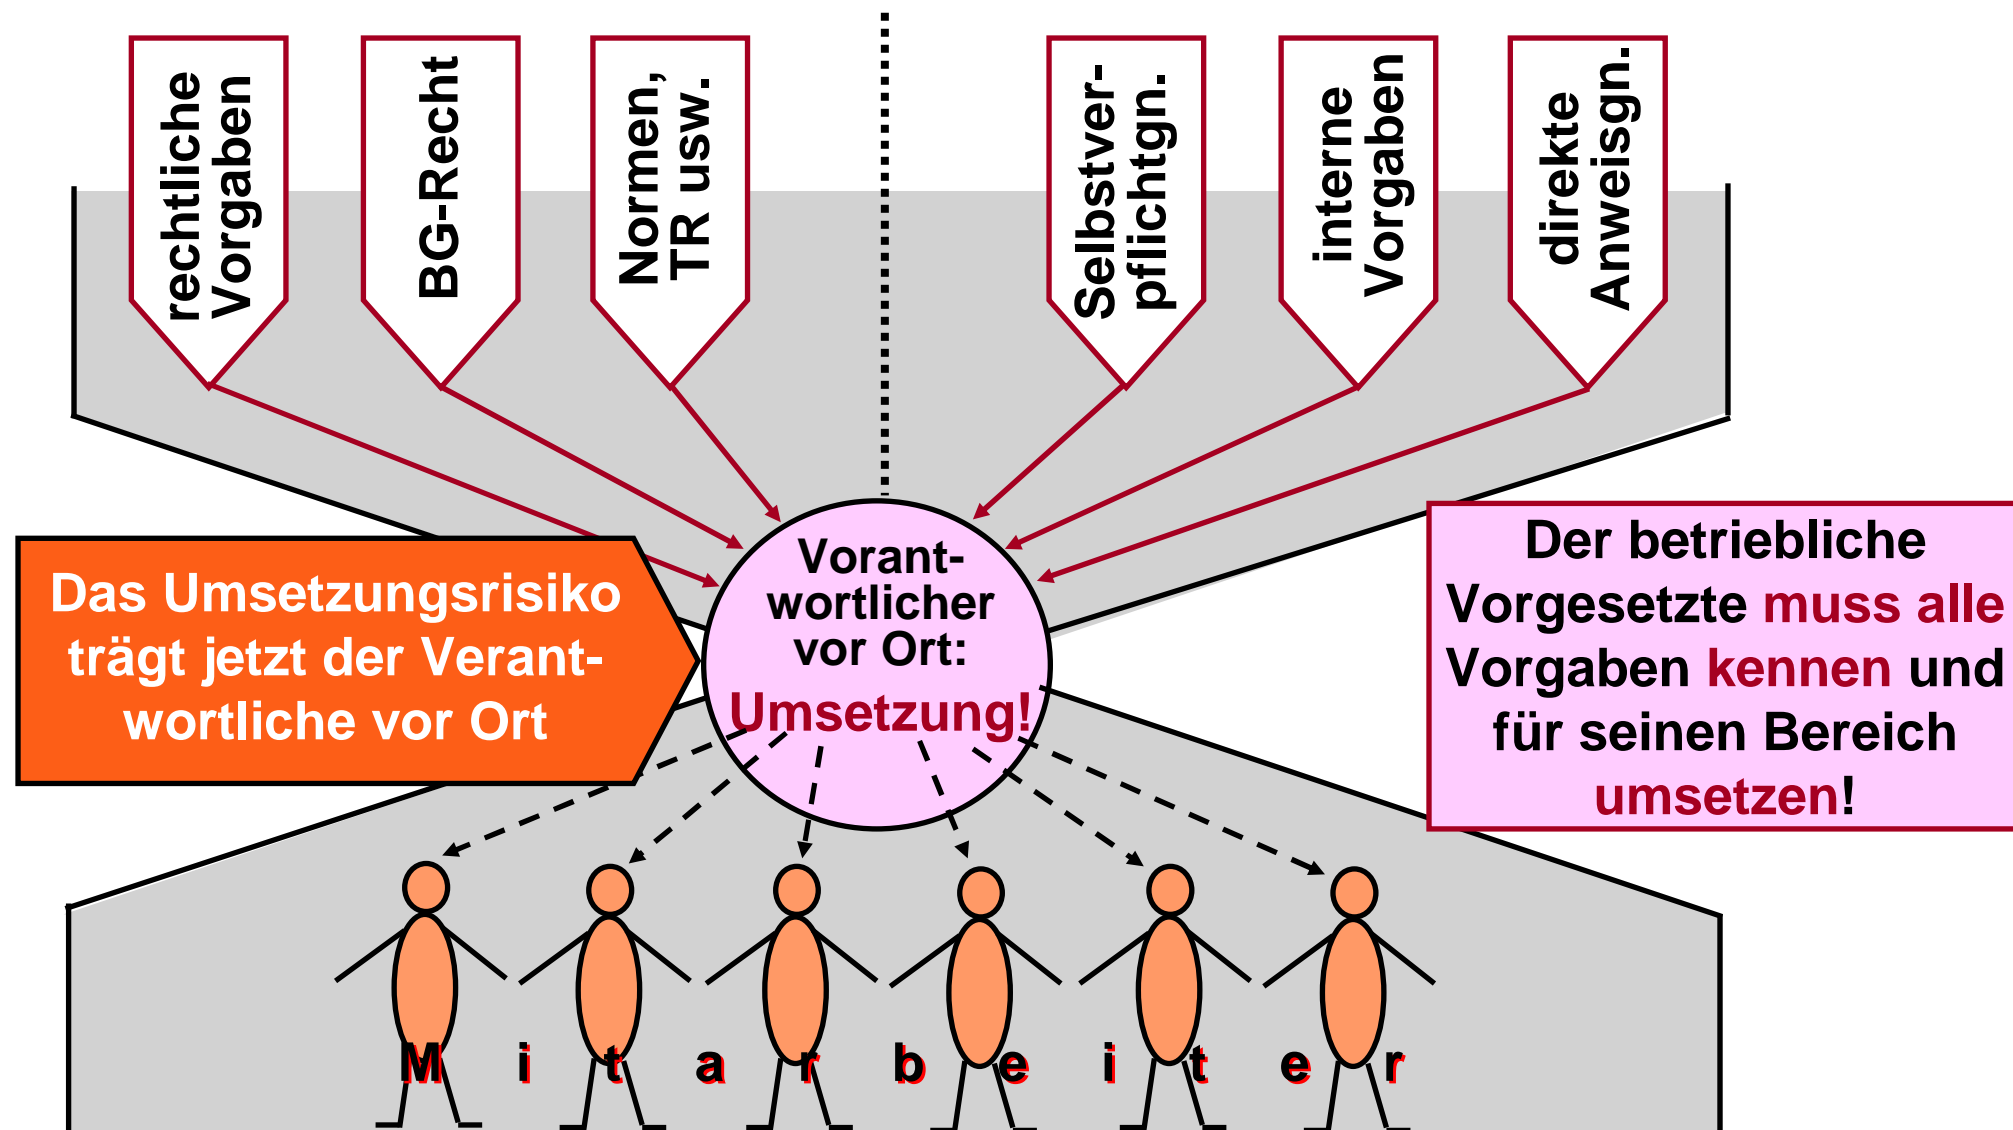 rechtliche
Vorgaben
BG-Recht
Normen,
TR usw.
Selbstver-
pflichtgn.
interne
Vorgaben
direkte
Anweisgn.
Das Umsetzungsrisiko
trägt jetzt der Verant-
wortliche vor Ort
Vorant-
wortlicher
vor Ort:
Umsetzung!
Der betriebliche
Vorgesetzte muss alle
Vorgaben kennen und
für seinen Bereich
umsetzen!
Mitarbeiter